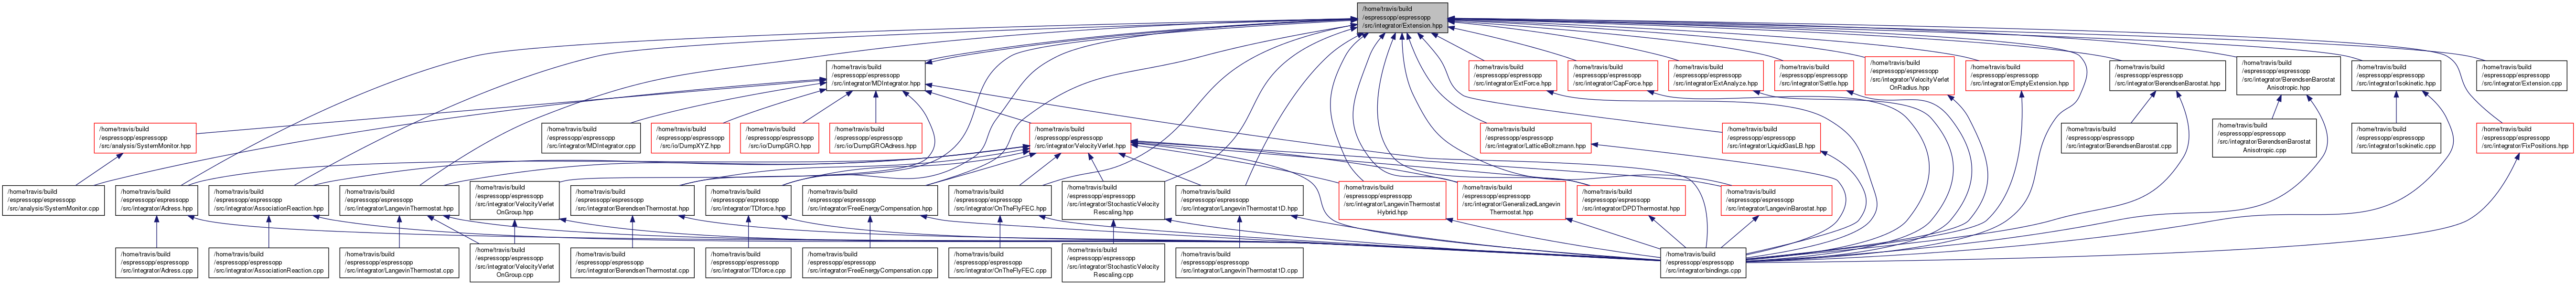 /home/travis/build
/espressopp/espressopp
/src/integrator/Extension.hpp
/home/travis/build
/espressopp/espressopp
/src/integrator/MDIntegrator.hpp
/home/travis/build
/espressopp/espressopp
/src/integrator/ExtForce.hpp
/home/travis/build
/espressopp/espressopp
/src/integrator/CapForce.hpp
/home/travis/build
/espressopp/espressopp
/src/integrator/ExtAnalyze.hpp
/home/travis/build
/espressopp/espressopp
/src/integrator/Settle.hpp
/home/travis/build
/espressopp/espressopp
/src/integrator/VelocityVerlet
OnRadius.hpp
/home/travis/build
/espressopp/espressopp
/src/integrator/EmptyExtension.hpp
/home/travis/build
/espressopp/espressopp
/src/integrator/BerendsenBarostat.hpp
/home/travis/build
/espressopp/espressopp
/src/integrator/BerendsenBarostat
Anisotropic.hpp
/home/travis/build
/espressopp/espressopp
/src/integrator/Isokinetic.hpp
/home/travis/build
/espressopp/espressopp
/src/integrator/Extension.cpp
/home/travis/build
/espressopp/espressopp
/src/analysis/SystemMonitor.hpp
/home/travis/build
/espressopp/espressopp
/src/integrator/MDIntegrator.cpp
/home/travis/build
/espressopp/espressopp
/src/io/DumpXYZ.hpp
/home/travis/build
/espressopp/espressopp
/src/io/DumpGRO.hpp
/home/travis/build
/espressopp/espressopp
/src/io/DumpGROAdress.hpp
/home/travis/build
/espressopp/espressopp
/src/integrator/VelocityVerlet.hpp
/home/travis/build
/espressopp/espressopp
/src/integrator/LatticeBoltzmann.hpp
/home/travis/build
/espressopp/espressopp
/src/integrator/LiquidGasLB.hpp
/home/travis/build
/espressopp/espressopp
/src/integrator/BerendsenBarostat.cpp
/home/travis/build
/espressopp/espressopp
/src/integrator/BerendsenBarostat
Anisotropic.cpp
/home/travis/build
/espressopp/espressopp
/src/integrator/Isokinetic.cpp
/home/travis/build
/espressopp/espressopp
/src/integrator/FixPositions.hpp
/home/travis/build
/espressopp/espressopp
/src/analysis/SystemMonitor.cpp
/home/travis/build
/espressopp/espressopp
/src/integrator/Adress.hpp
/home/travis/build
/espressopp/espressopp
/src/integrator/AssociationReaction.hpp
/home/travis/build
/espressopp/espressopp
/src/integrator/LangevinThermostat.hpp
/home/travis/build
/espressopp/espressopp
/src/integrator/VelocityVerlet
OnGroup.hpp
/home/travis/build
/espressopp/espressopp
/src/integrator/BerendsenThermostat.hpp
/home/travis/build
/espressopp/espressopp
/src/integrator/TDforce.hpp
/home/travis/build
/espressopp/espressopp
/src/integrator/FreeEnergyCompensation.hpp
/home/travis/build
/espressopp/espressopp
/src/integrator/OnTheFlyFEC.hpp
/home/travis/build
/espressopp/espressopp
/src/integrator/StochasticVelocity
Rescaling.hpp
/home/travis/build
/espressopp/espressopp
/src/integrator/LangevinThermostat1D.hpp
/home/travis/build
/espressopp/espressopp
/src/integrator/LangevinThermostat
Hybrid.hpp
/home/travis/build
/espressopp/espressopp
/src/integrator/GeneralizedLangevin
Thermostat.hpp
/home/travis/build
/espressopp/espressopp
/src/integrator/DPDThermostat.hpp
/home/travis/build
/espressopp/espressopp
/src/integrator/LangevinBarostat.hpp
/home/travis/build
/espressopp/espressopp
/src/integrator/Adress.cpp
/home/travis/build
/espressopp/espressopp
/src/integrator/AssociationReaction.cpp
/home/travis/build
/espressopp/espressopp
/src/integrator/LangevinThermostat.cpp
/home/travis/build
/espressopp/espressopp
/src/integrator/VelocityVerlet
OnGroup.cpp
/home/travis/build
/espressopp/espressopp
/src/integrator/BerendsenThermostat.cpp
/home/travis/build
/espressopp/espressopp
/src/integrator/TDforce.cpp
/home/travis/build
/espressopp/espressopp
/src/integrator/FreeEnergyCompensation.cpp
/home/travis/build
/espressopp/espressopp
/src/integrator/OnTheFlyFEC.cpp
/home/travis/build
/espressopp/espressopp
/src/integrator/StochasticVelocity
Rescaling.cpp
/home/travis/build
/espressopp/espressopp
/src/integrator/LangevinThermostat1D.cpp
/home/travis/build
/espressopp/espressopp
/src/integrator/bindings.cpp